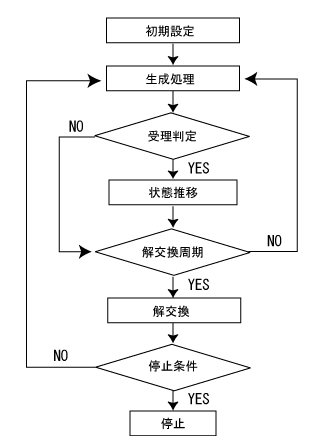 初期設定
生成処理
NO
受理判定
YES
状態推移
解交換周期
NO
YES
解交換
NO
停止条件
YES
停止